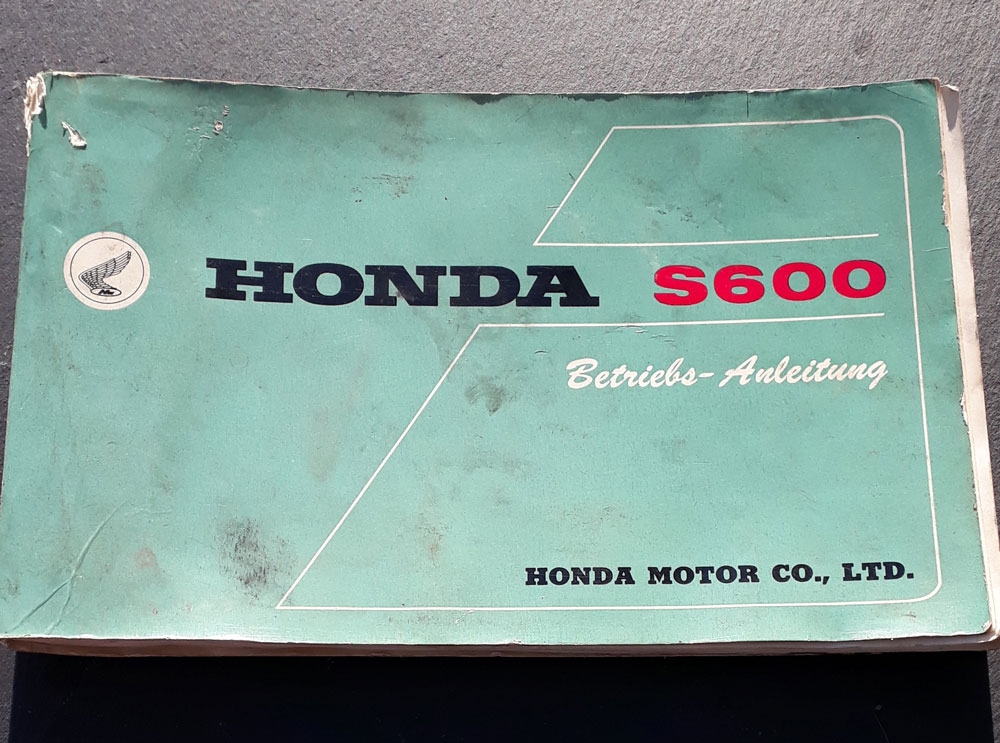 HONDA S600
Betriebs-Anleitung
HONDA MOTOR CO., LTD.